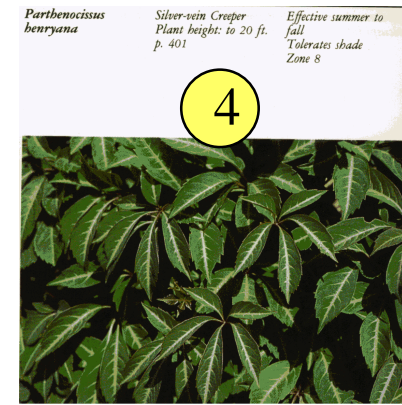 Parthenocissus
henryana
Silver-vein Creeper
Plant height: to 20 ft.
p. 401
Effective summer to
fall
Tolerates shade
Zone 8
4